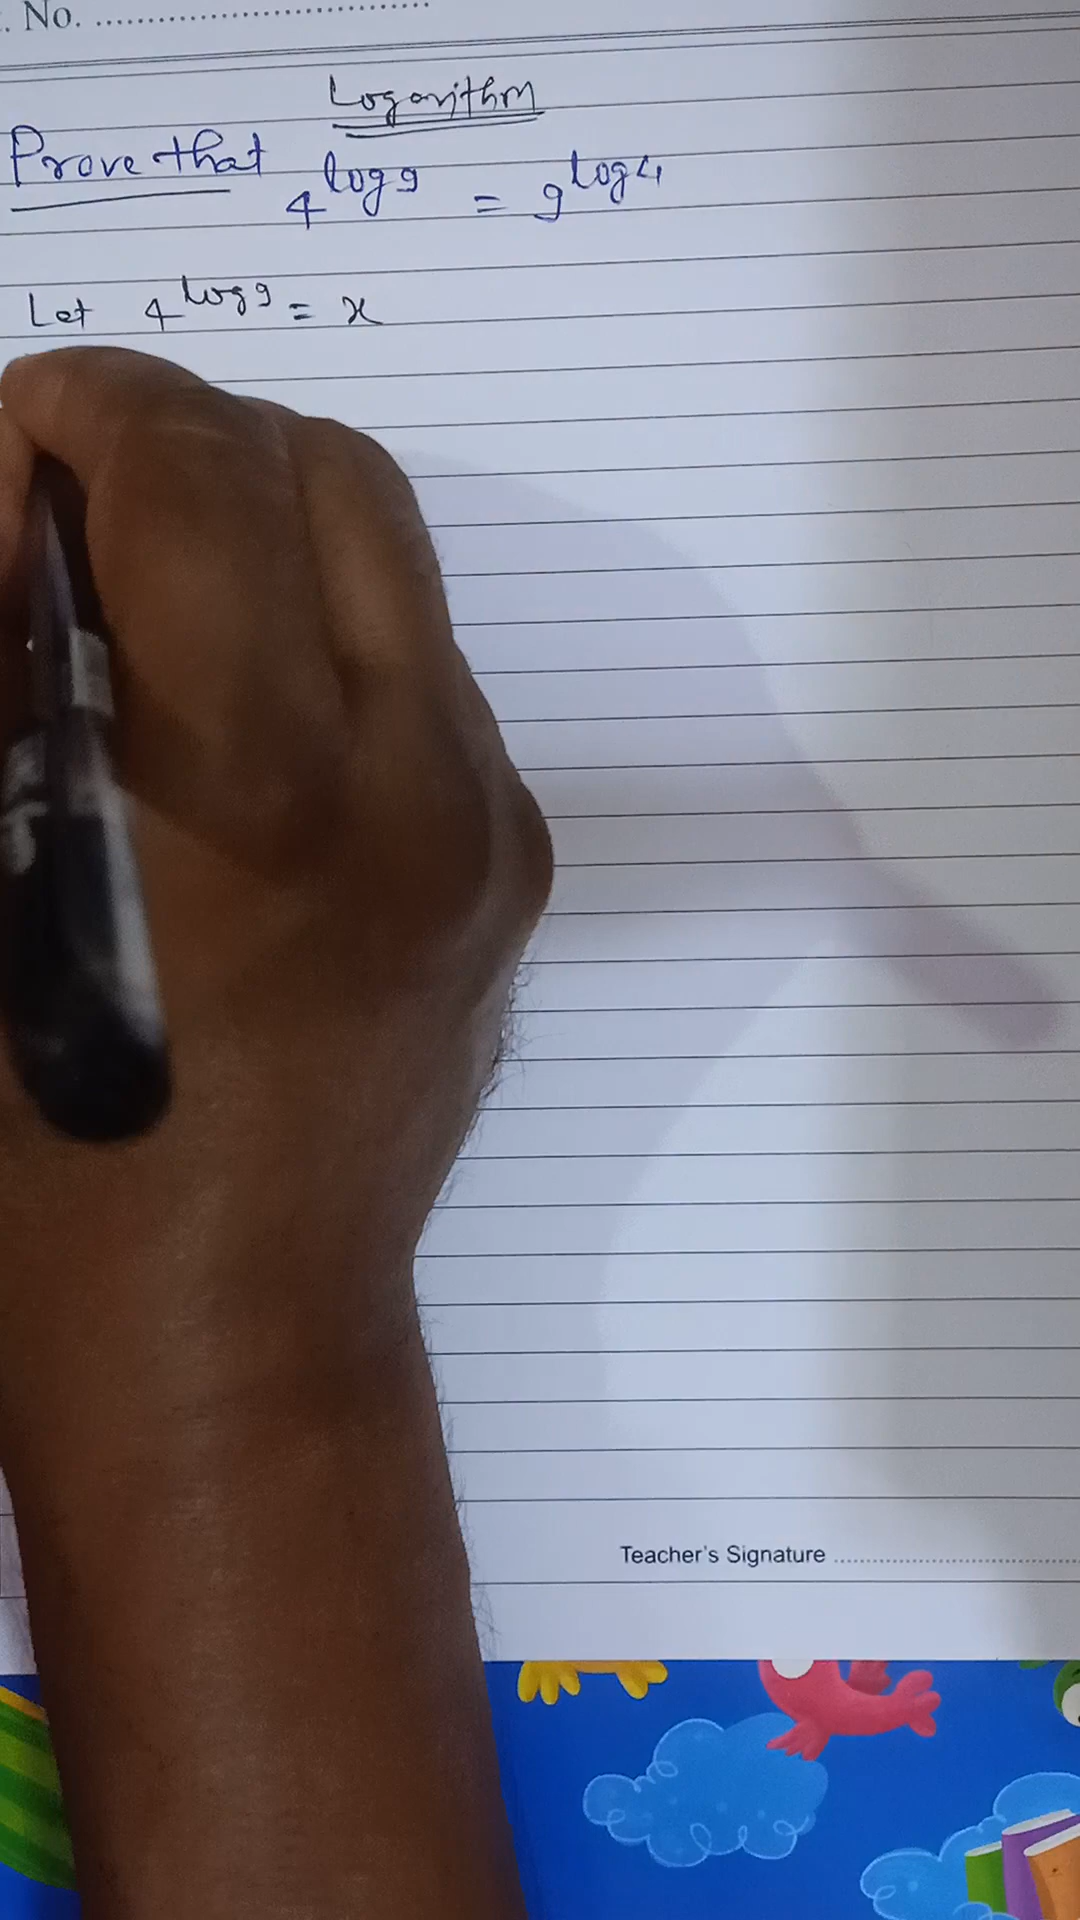 . No. ....................................
Logarithm
Prove that 4^log9 = 9^log4
Let 4^log9 = x
Teacher's Signature ....................................